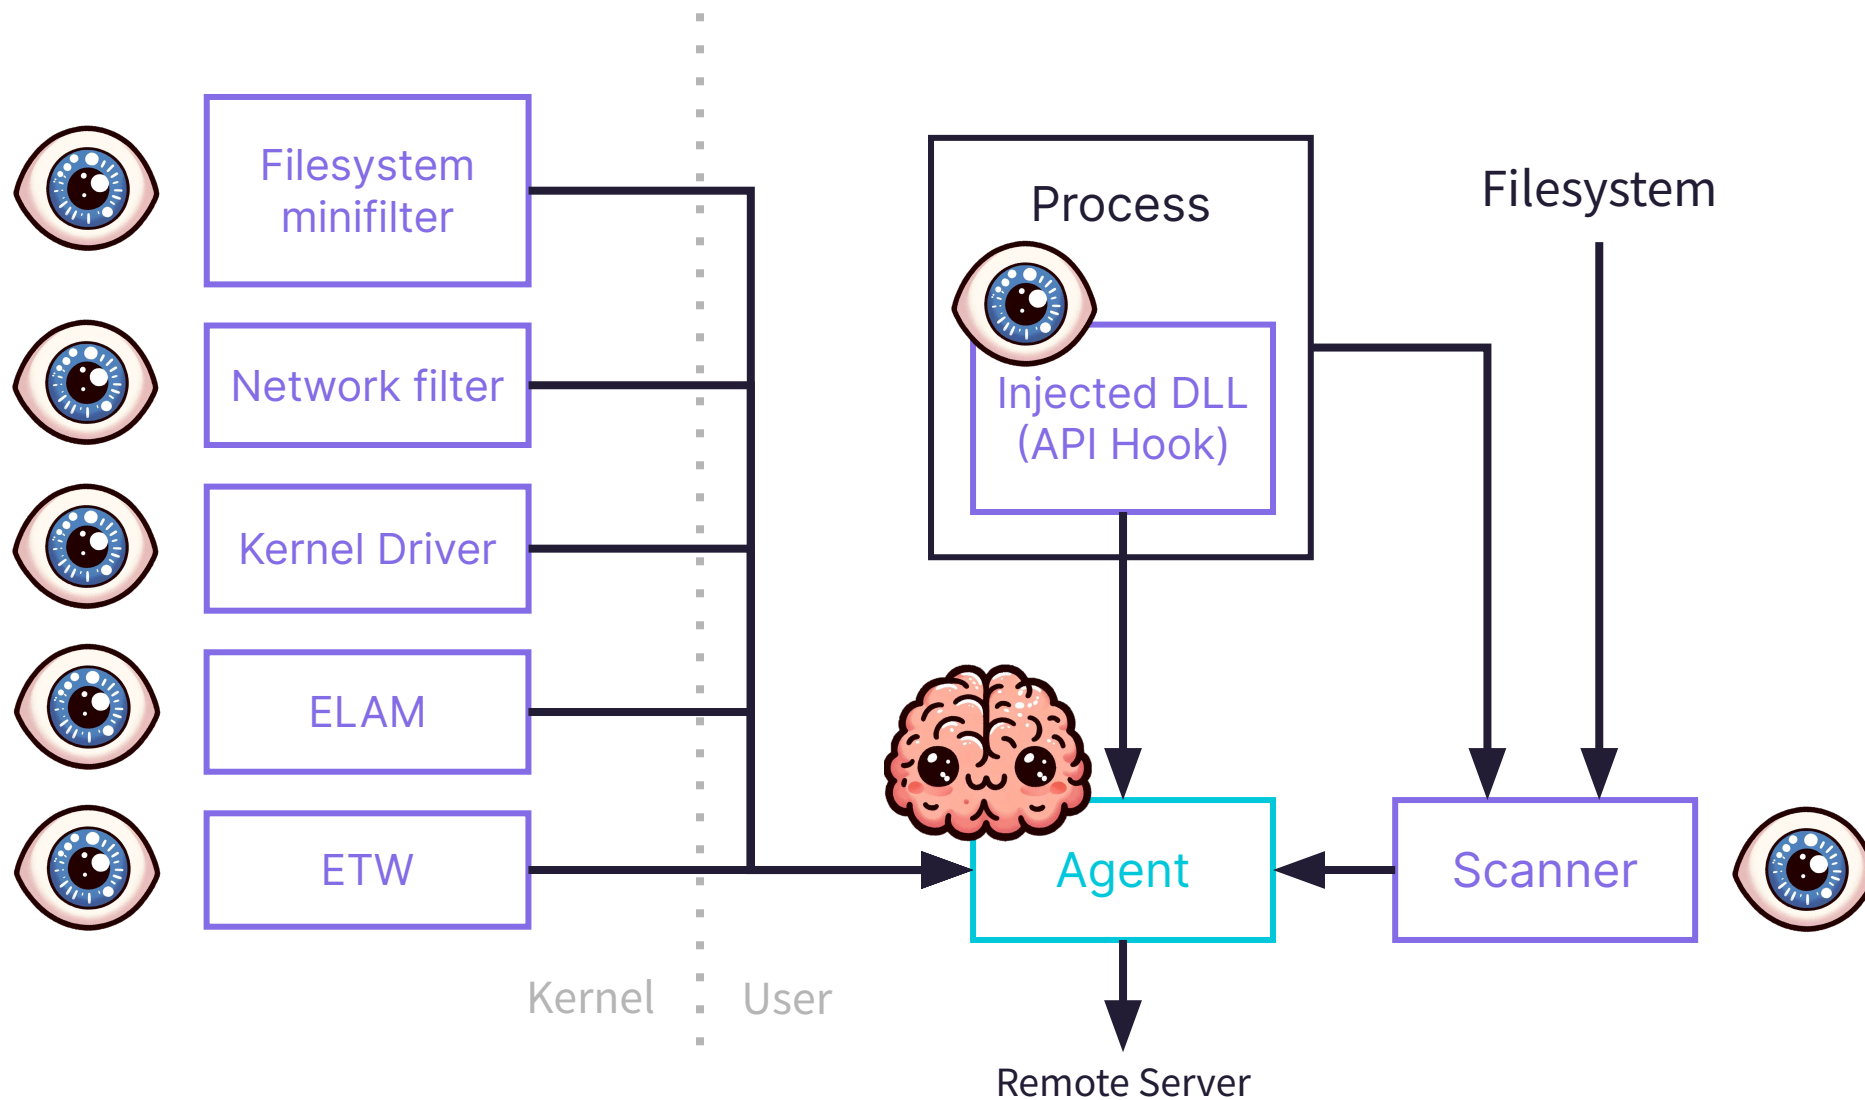 Filesystem
minifilter
Network filter
Kernel Driver
ELAM
ETW
Kernel
User
Process
Injected DLL
(API Hook)
Filesystem
Agent
Scanner
Remote Server